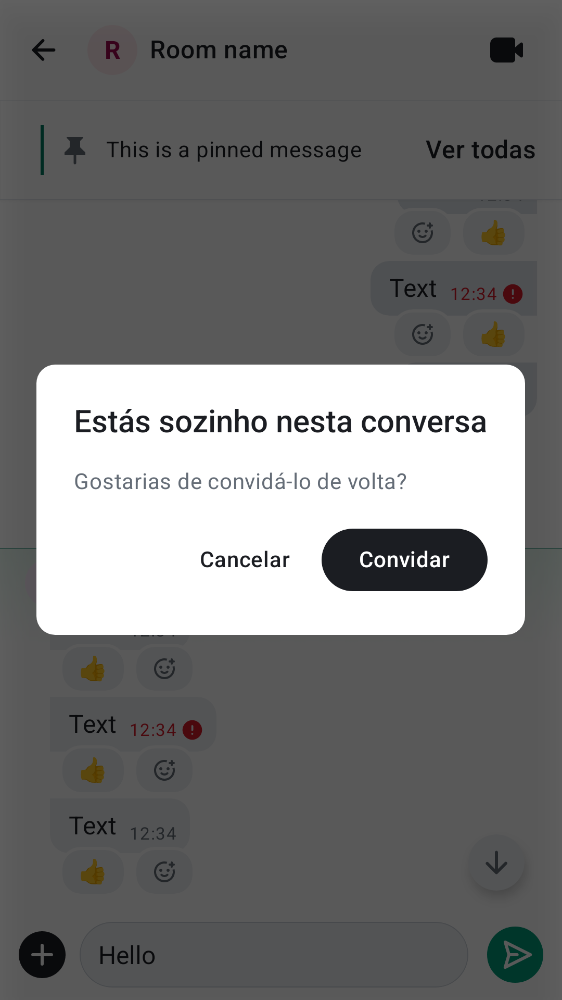 R Room name
This is a pinned message Ver todas
Text 12:34
Estás sozinho nesta conversa
Gostarias de convidá-lo de volta?
Cancelar Convidar
Text 12:34
Text 12:34
Hello